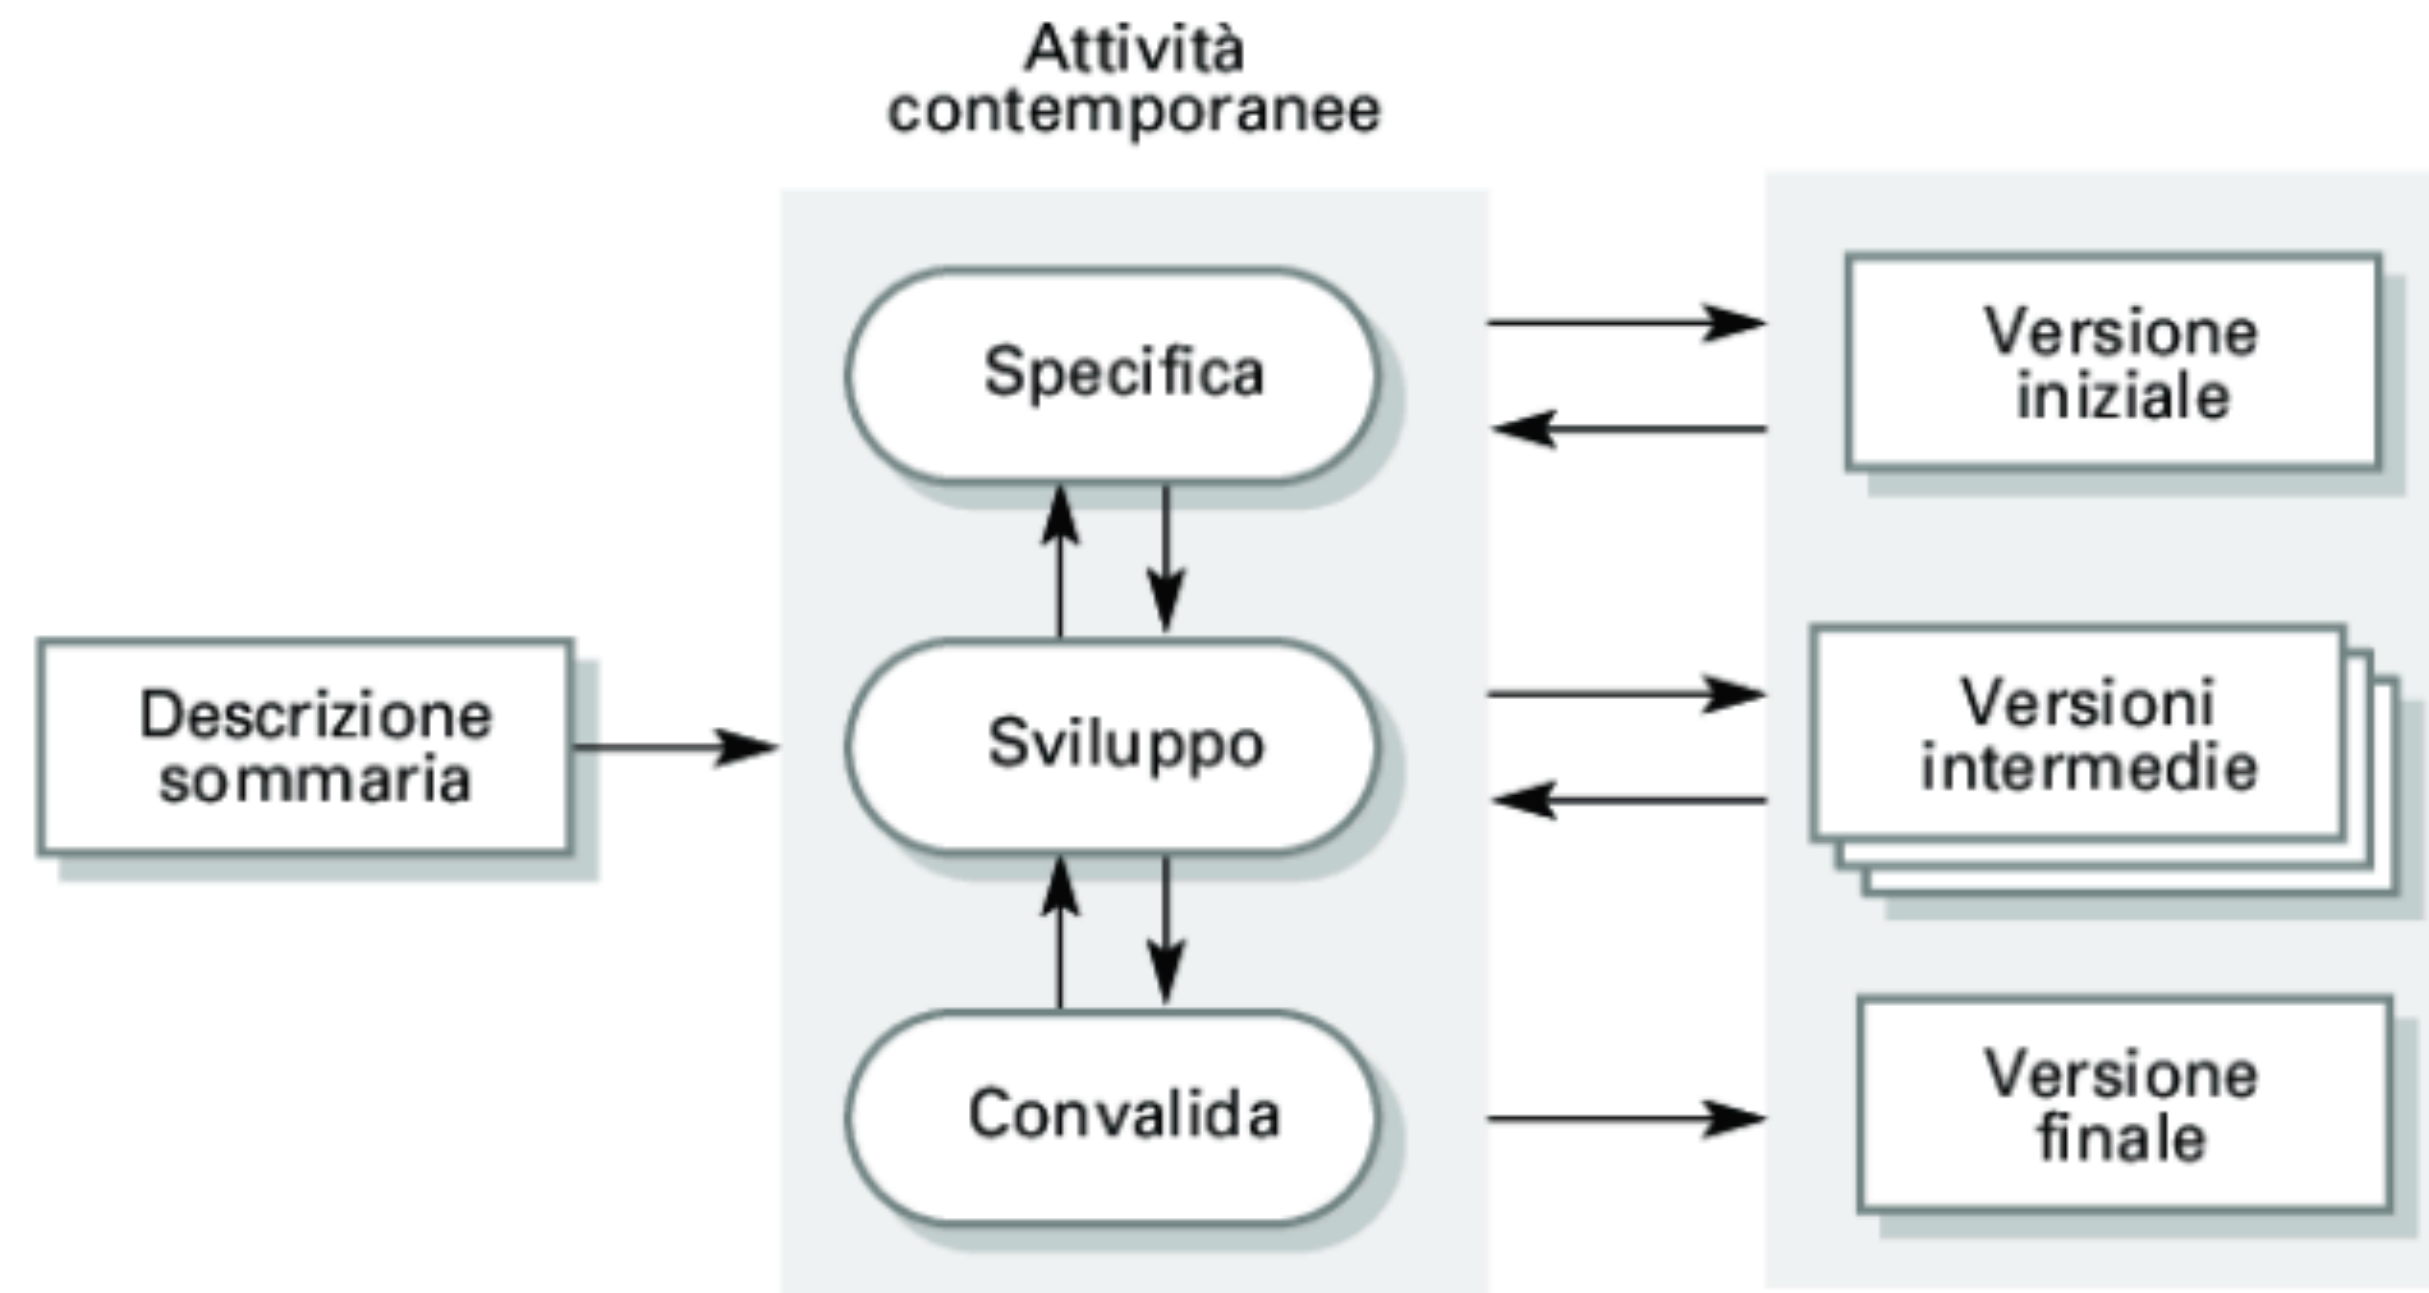 Attività
contemporanee
Descrizione
sommaria
Specifica
Sviluppo
Convalida
Versione
iniziale
Versioni
intermedie
Versione
finale